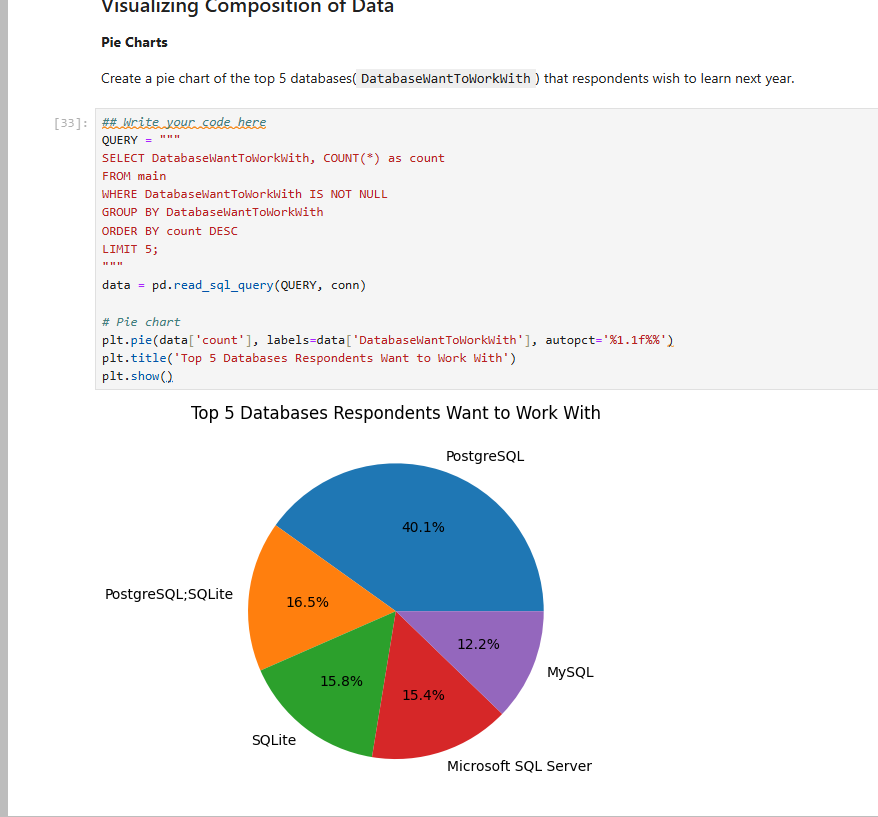 Visualizing Composition of Data
Pie Charts
Create a pie chart of the top 5 databases( DatabaseWantToWorkWith ) that respondents wish to learn next year.
[33]:
## Write your code here
QUERY = """
SELECT DatabaseWantToWorkWith, COUNT(*) as count
FROM main
WHERE DatabaseWantToWorkWith IS NOT NULL
GROUP BY DatabaseWantToWorkWith
ORDER BY count DESC
LIMIT 5;
"""
data = pd.read_sql_query(QUERY, conn)
# Pie chart
plt.pie(data['count'], labels=data['DatabaseWantToWorkWith'], autopct='%1.1f%%')
plt.title('Top 5 Databases Respondents Want to Work With')
plt.show()
Top 5 Databases Respondents Want to Work With
PostgreSQL
40.1%
PostgreSQL;SQLite
16.5%
12.2%
MySQL
15.8%
15.4%
SQLite
Microsoft SQL Server